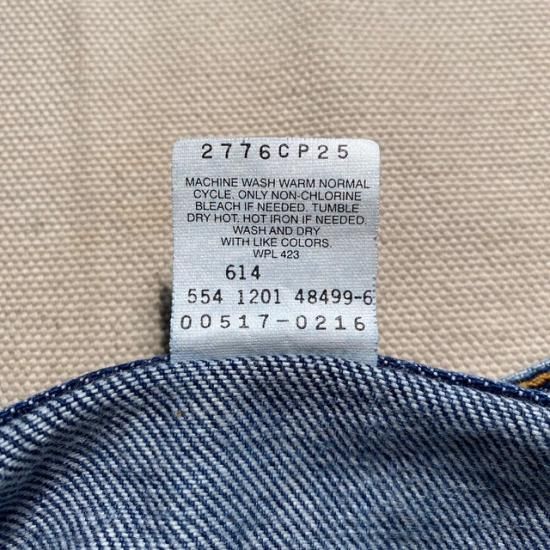 2776CP25
MACHINE WASH WARM NORMAL
CYCLE. ONLY NON-CHLORINE
BLEACH IF NEEDED. TUMBLE
DRY HOT. HOT IRON IF NEEDED.
WASH AND DRY
WITH LIKE COLORS.
WPL 423
614
554 1201 48499-6
00517-0216